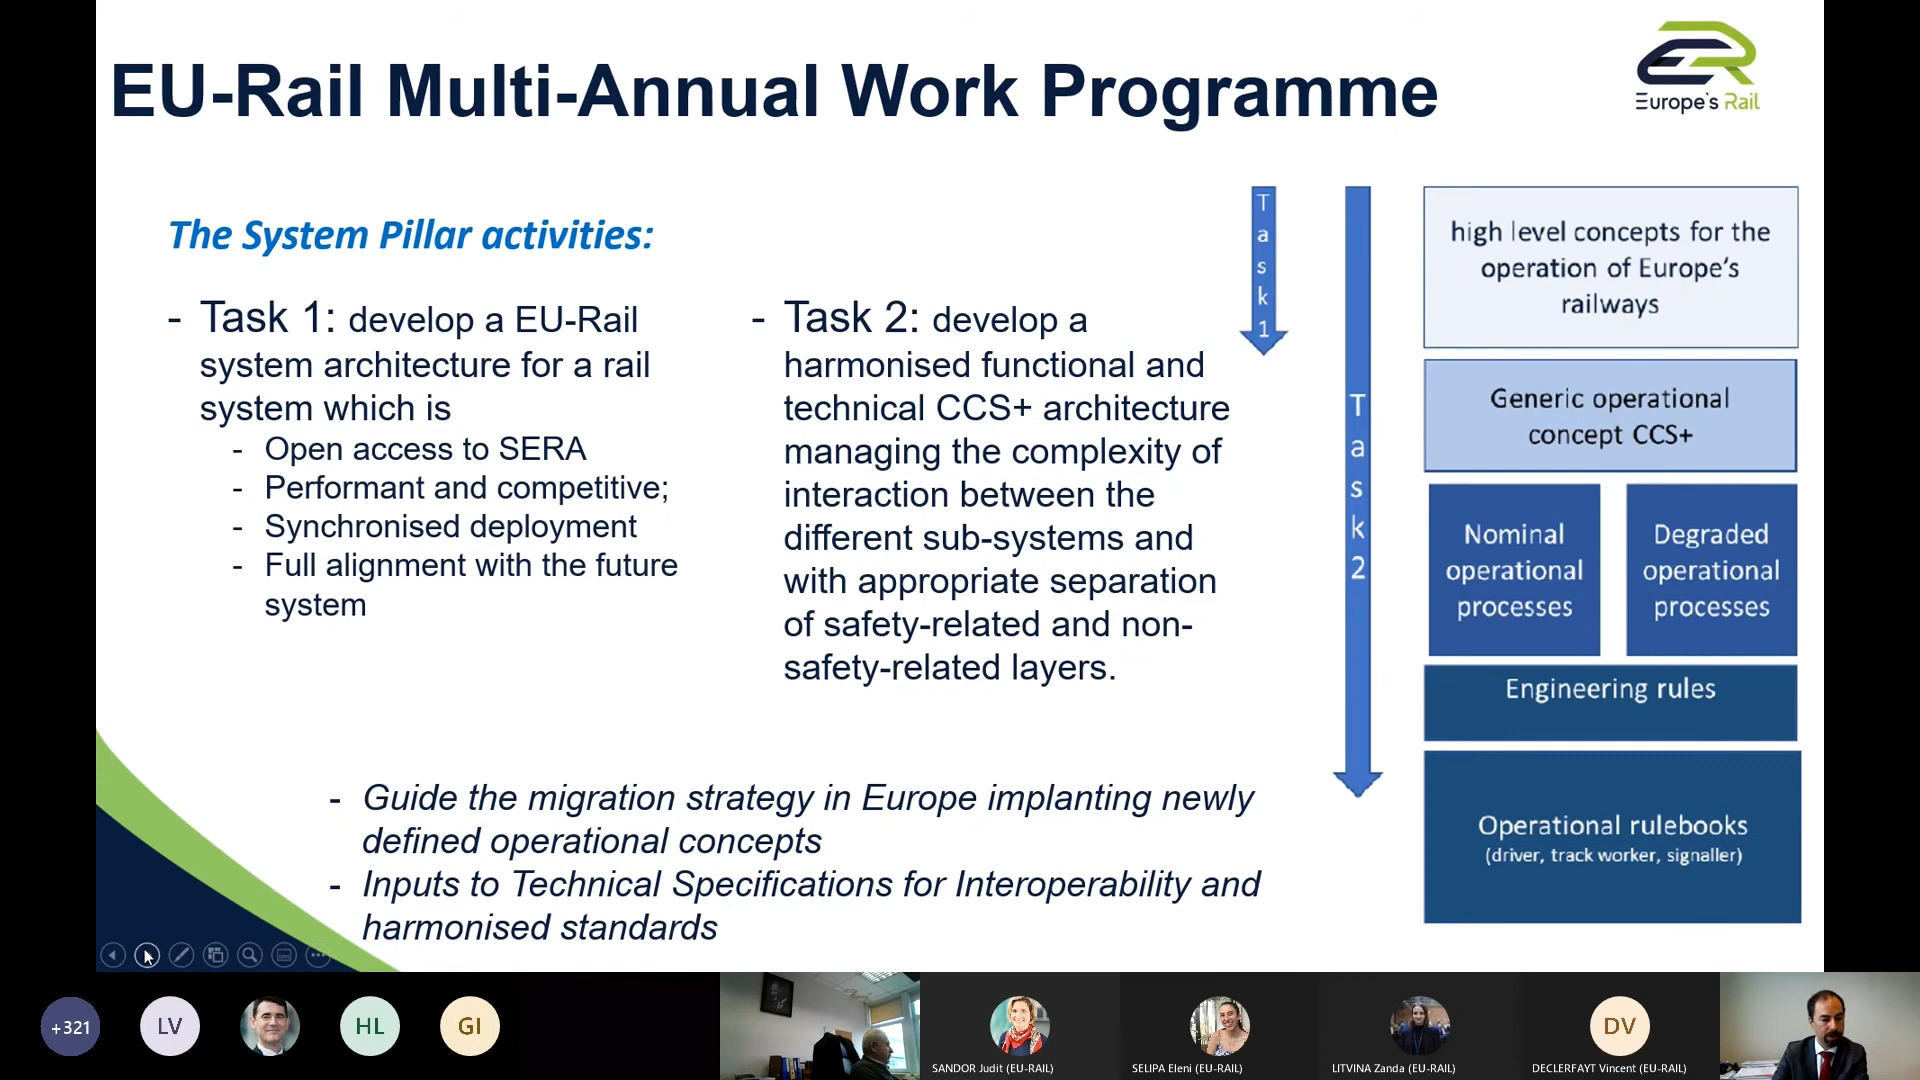 EU-Rail Multi-Annual Work Programme
Europe's Rail
The System Pillar activities:
- Task 1: develop a EU-Rail
system architecture for a rail
system which is
- Open access to SERA
- Performant and competitive;
- Synchronised deployment
- Full alignment with the future
system
- Task 2: develop a
harmonised functional and
technical CCS+ architecture
managing the complexity of
interaction between the
different sub-systems and
with appropriate separation
of safety-related and non-
safety-related layers.
- Guide the migration strategy in Europe implanting newly
defined operational concepts
- Inputs to Technical Specifications for Interoperability and
harmonised standards
Task 1
Task 2
high level concepts for the
operation of Europe's
railways
Generic operational
concept CCS+
Nominal
operational
processes
Degraded
operational
processes
Engineering rules
Operational rulebooks
(driver, track worker, signaller)
+321
LV
HL
GI
SANDOR Judit (EU-RAIL)
SELIPA Eleni (EU-RAIL)
LITVINA Zanda (EU-RAIL)
DV
DECLERFAYT Vincent (EU-RAIL)